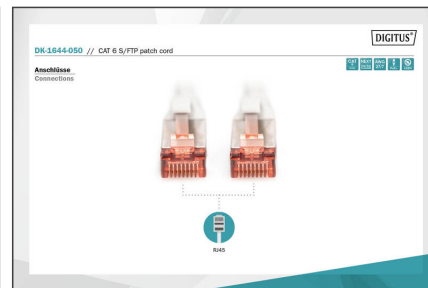 DIGITUS®
DK-1644-050 // CAT 6 S/FTP patch cord
Anschlüsse
Connections
RJ45